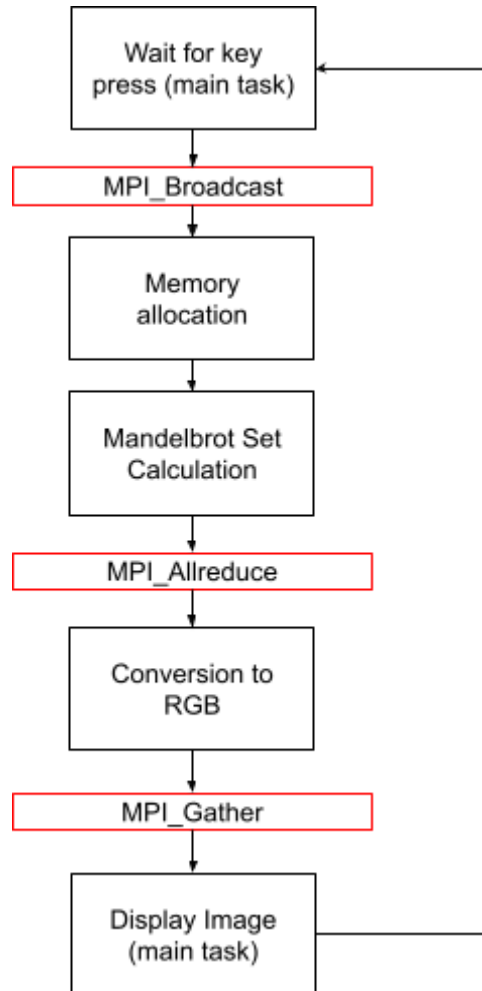 Wait for key
press (main task)
MPI_Broadcast
Memory
allocation
Mandelbrot Set
Calculation
MPI_Allreduce
Conversion to
RGB
MPI_Gather
Display Image
(main task)